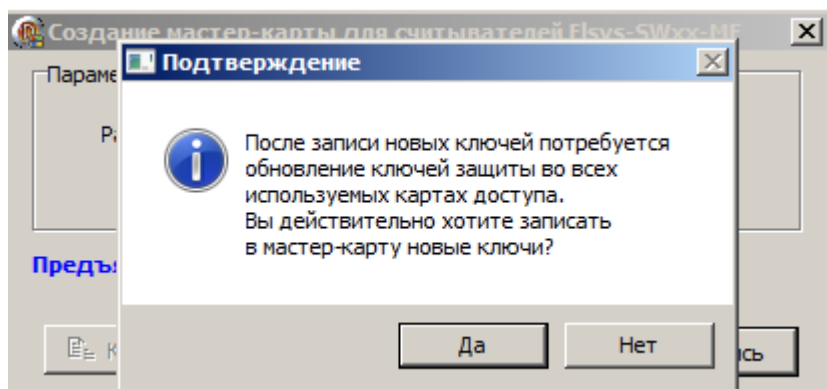 Создание мастер-карты для считывателей Elsys-SWxx-MF
Подтверждение
После записи новых ключей потребуется
обновление ключей защиты во всех
используемых картах доступа.
Вы действительно хотите записать
в мастер-карту новые ключи?
Да
Нет